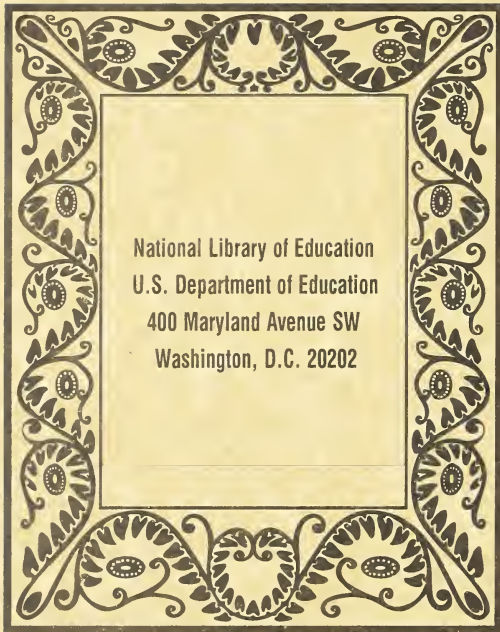 National Library of Education
U.S. Department of Education
400 Maryland Avenue SW
Washington, D.C. 20202